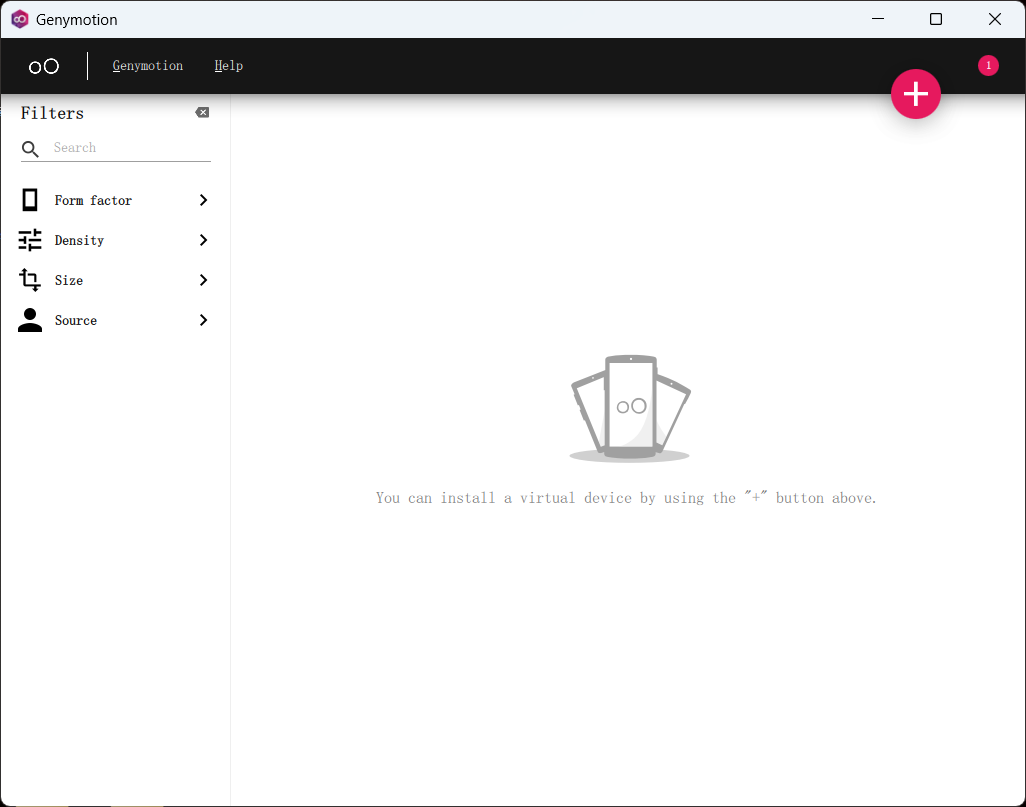 Genymotion
Genymotion Help
1
Filters
Search
Form factor
Density
Size
Source
You can install a virtual device by using the "+" button above.